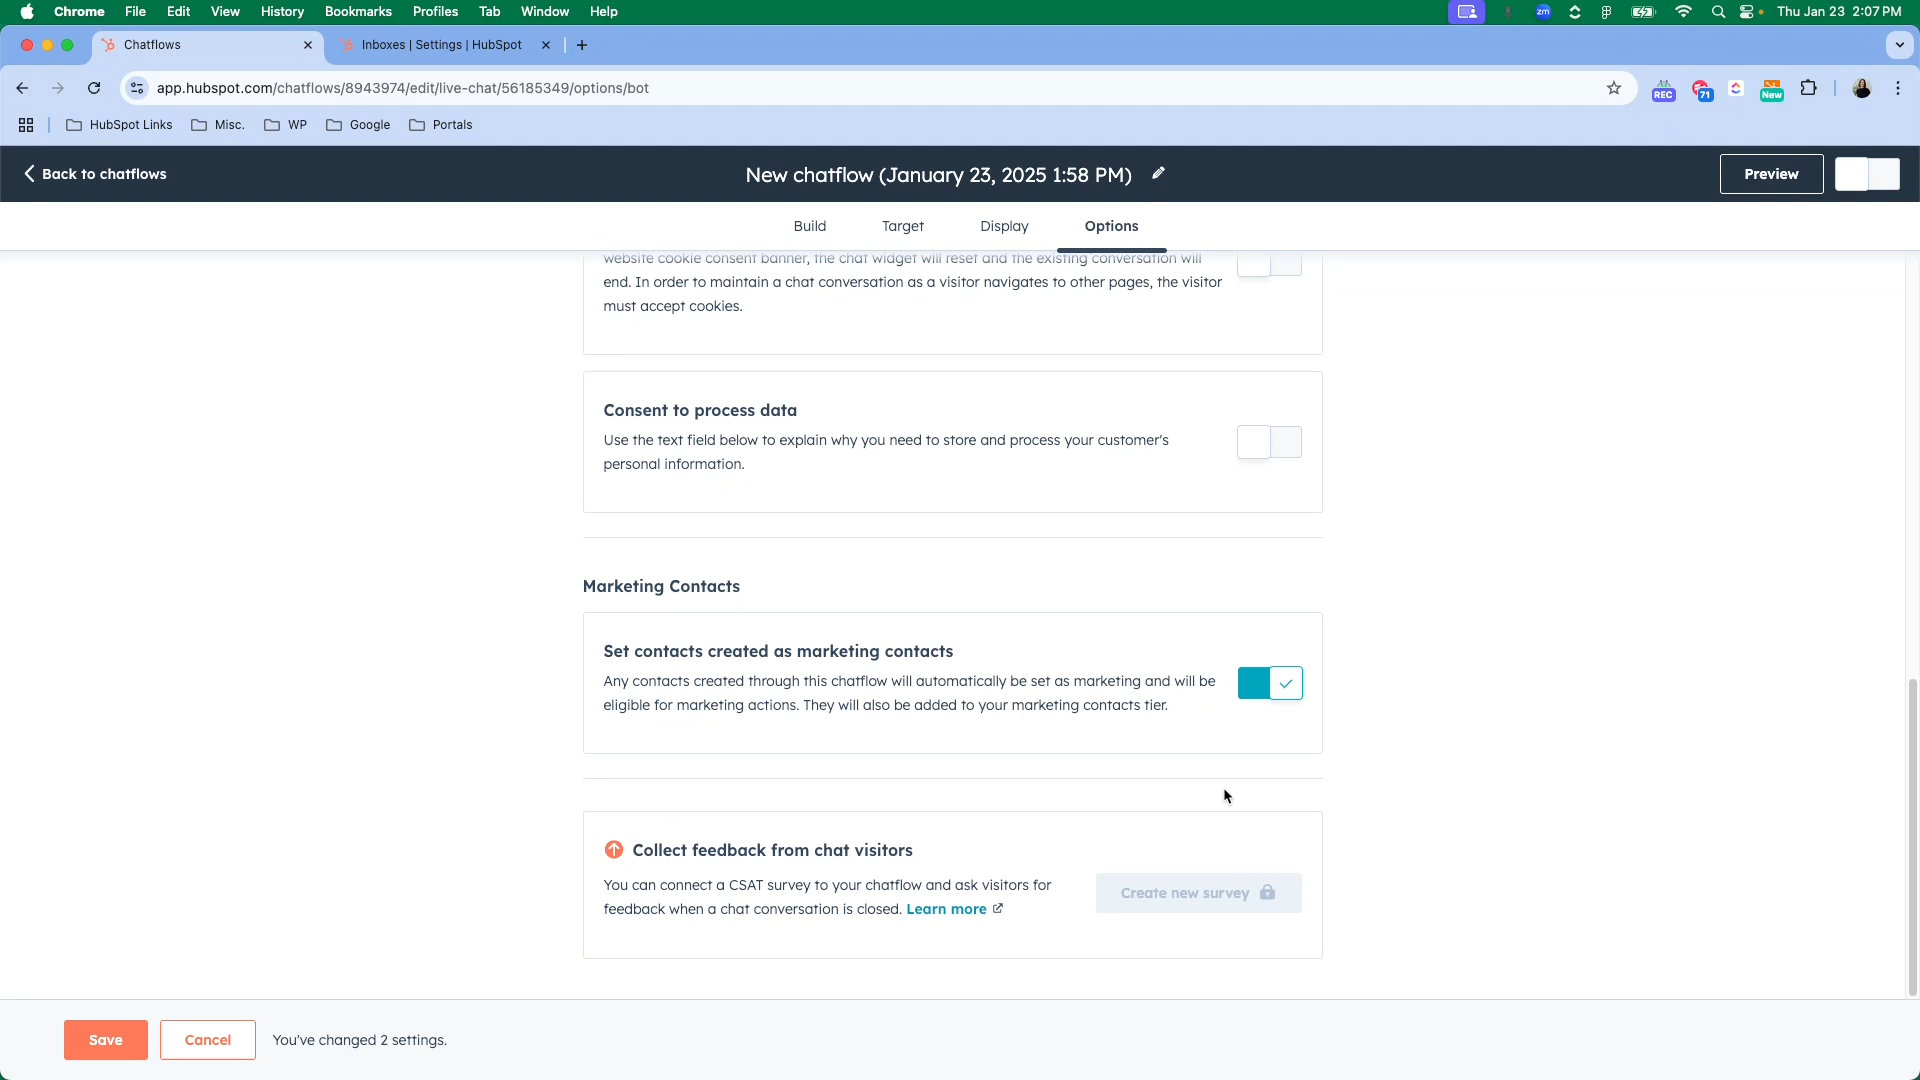 Chrome File Edit View History Bookmarks Profiles Tab Window Help
zm
Thu Jan 23 2:07 PM
Chatflows
Inboxes | Settings | HubSpot
app.hubspot.com/chatflows/8943974/edit/live-chat/56185349/options/bot
REC
71
New
HubSpot Links
Misc.
WP
Google
Portals
Back to chatflows
New chatflow (January 23, 2025 1:58 PM)
Preview
Build
Target
Display
Options
website cookie consent banner, the chat widget will reset and the existing conversation will
end. In order to maintain a chat conversation as a visitor navigates to other pages, the visitor
must accept cookies.
Consent to process data
Use the text field below to explain why you need to store and process your customer's
personal information.
Marketing Contacts
Set contacts created as marketing contacts
Any contacts created through this chatflow will automatically be set as marketing and will be
eligible for marketing actions. They will also be added to your marketing contacts tier.
Collect feedback from chat visitors
You can connect a CSAT survey to your chatflow and ask visitors for
feedback when a chat conversation is closed. Learn more
Create new survey
Save
Cancel
You've changed 2 settings.